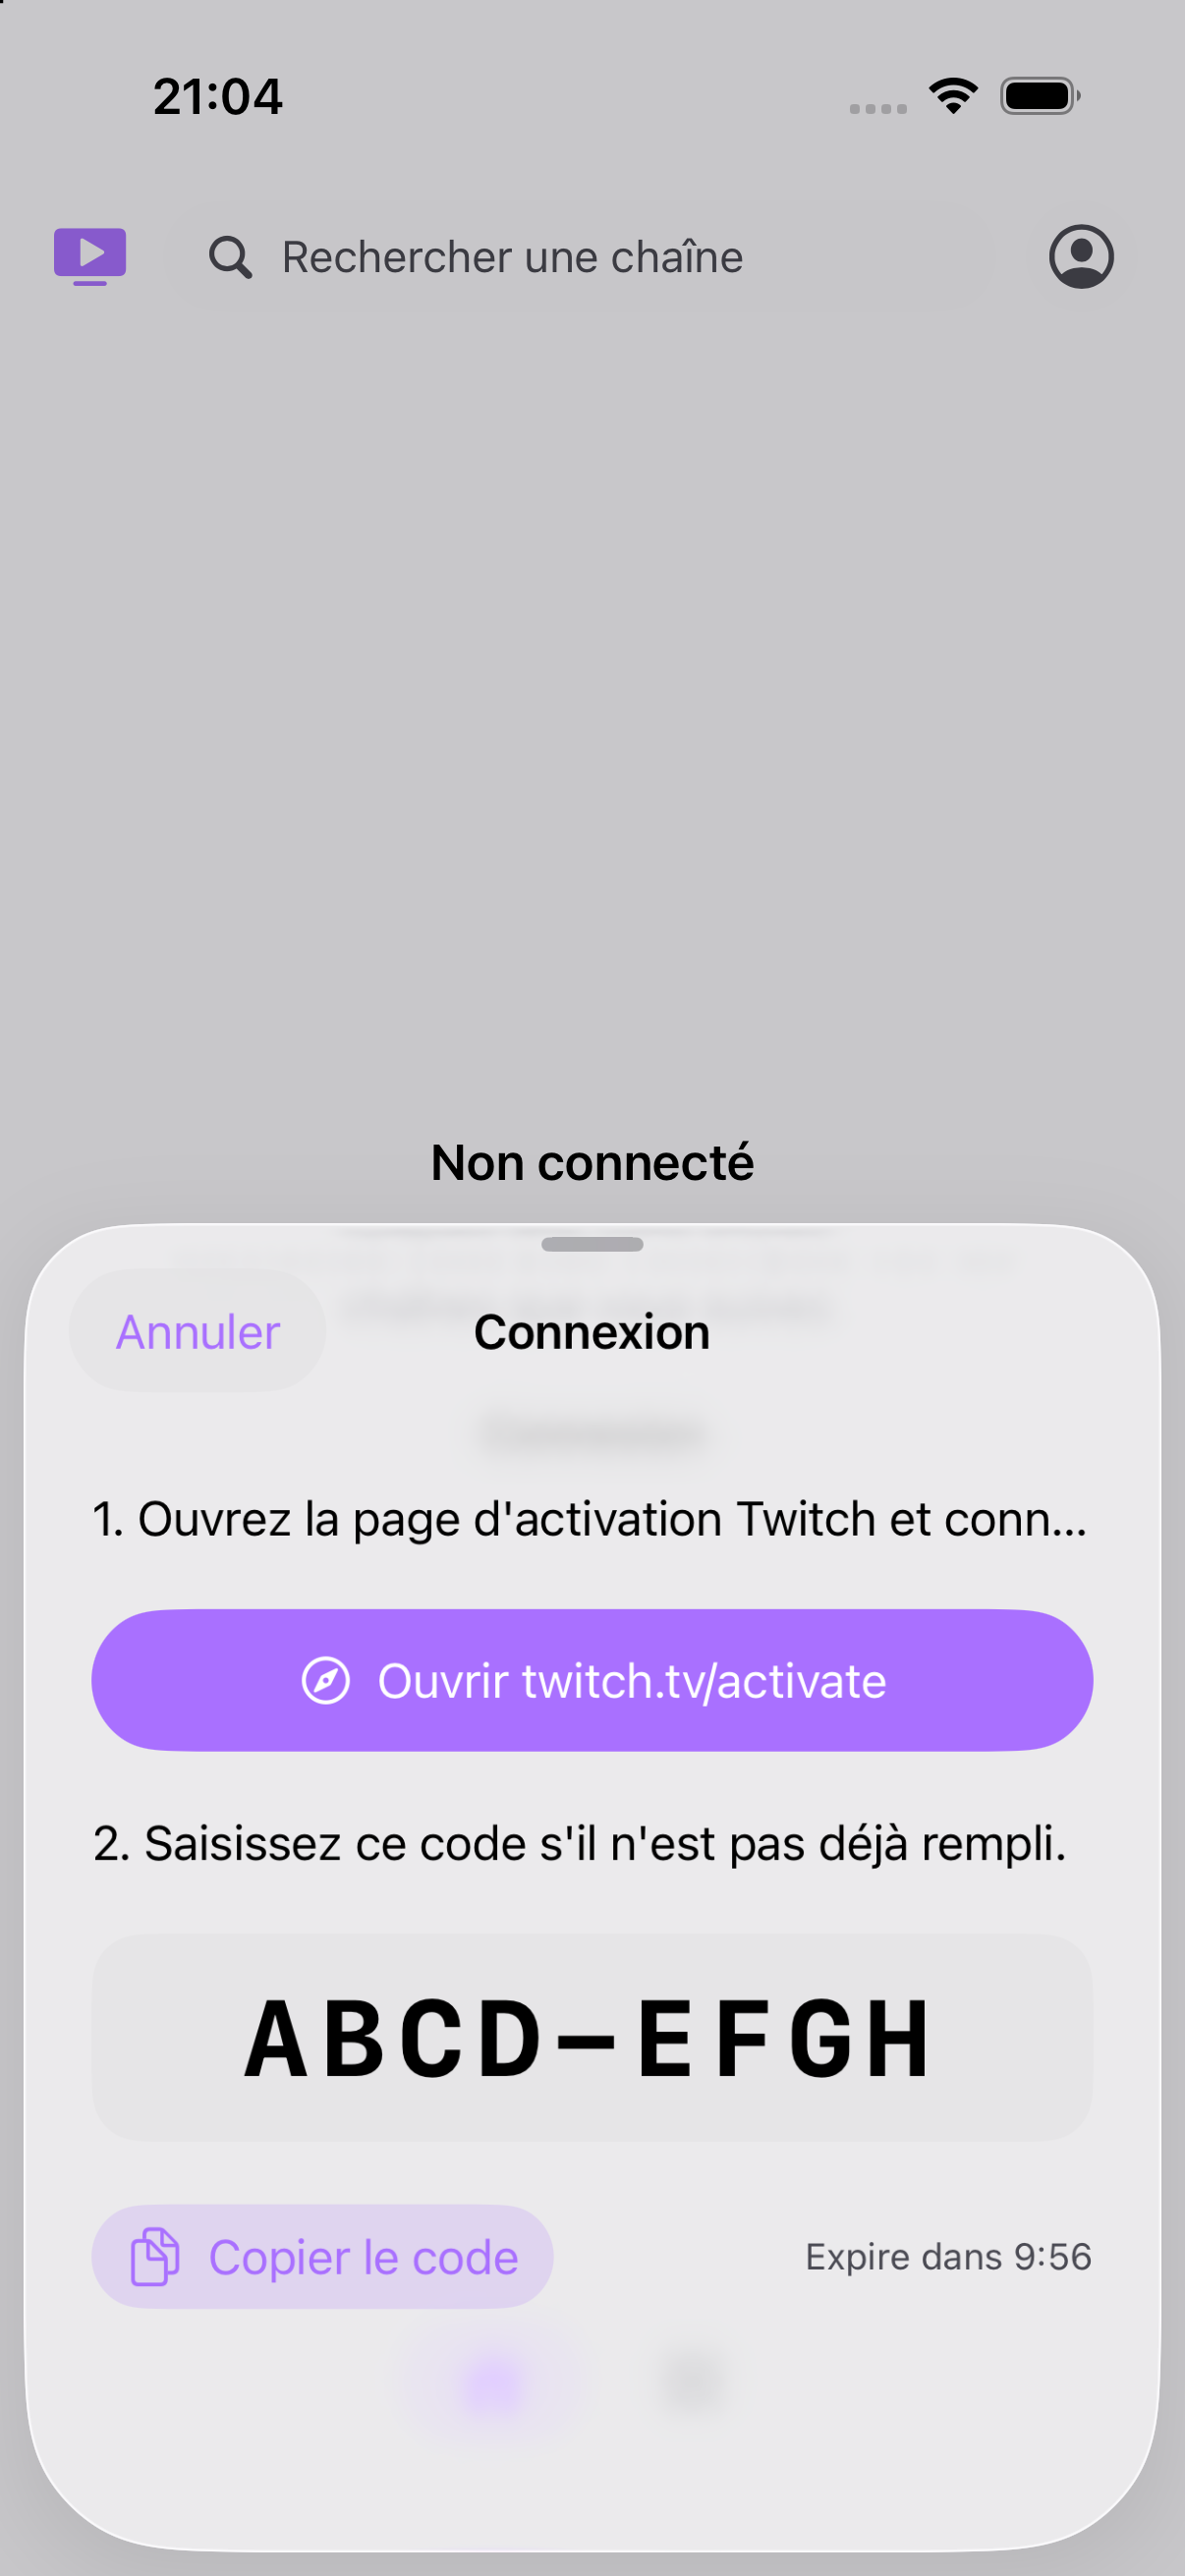 21:04
Rechercher une chaîne
Non connecté
Annuler
Connexion
1. Ouvrez la page d'activation Twitch et conn...
Ouvrir twitch.tv/activate
2. Saisissez ce code s'il n'est pas déjà rempli.
ABCD-EFGH
Copier le code
Expire dans 9:56